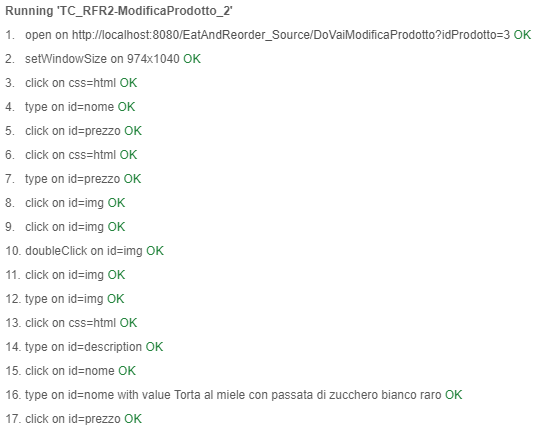 Running 'TC_RFR2-ModificaProdotto_2'
1. open on http://localhost:8080/EatAndReorder_Source/DoVaiModificaProdotto?idProdotto=3 OK
2. setWindowSize on 974x1040 OK
3. click on css=html OK
4. type on id=nome OK
5. click on id=prezzo OK
6. click on css=html OK
7. type on id=prezzo OK
8. click on id=img OK
9. click on id=img OK
10. doubleClick on id=img OK
11. click on id=img OK
12. type on id=img OK
13. click on css=html OK
14. type on id=description OK
15. click on id=nome OK
16. type on id=nome with value Torta al miele con passata di zucchero bianco raro OK
17. click on id=prezzo OK